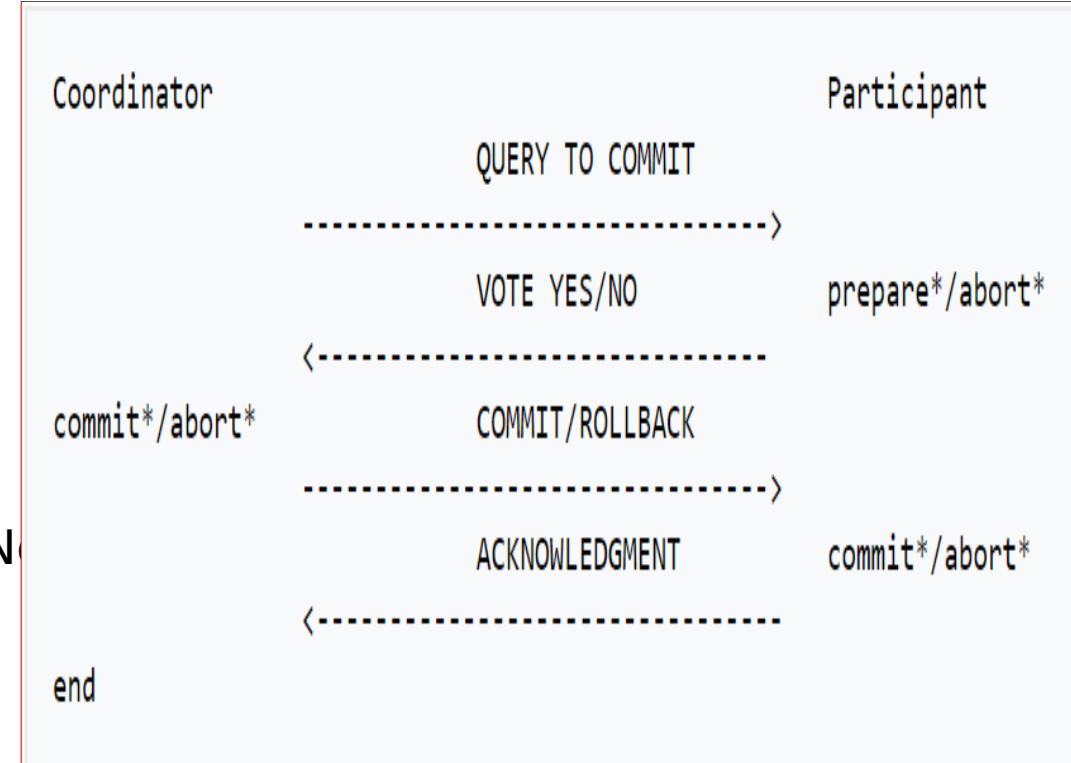 Coordinator Participant
QUERY TO COMMIT
-------------------------------->
VOTE YES/NO prepare*/abort*
<-------------------------------
commit*/abort* COMMIT/ROLLBACK
-------------------------------->
ACKNOWLEDGMENT commit*/abort*
<--------------------------------
end